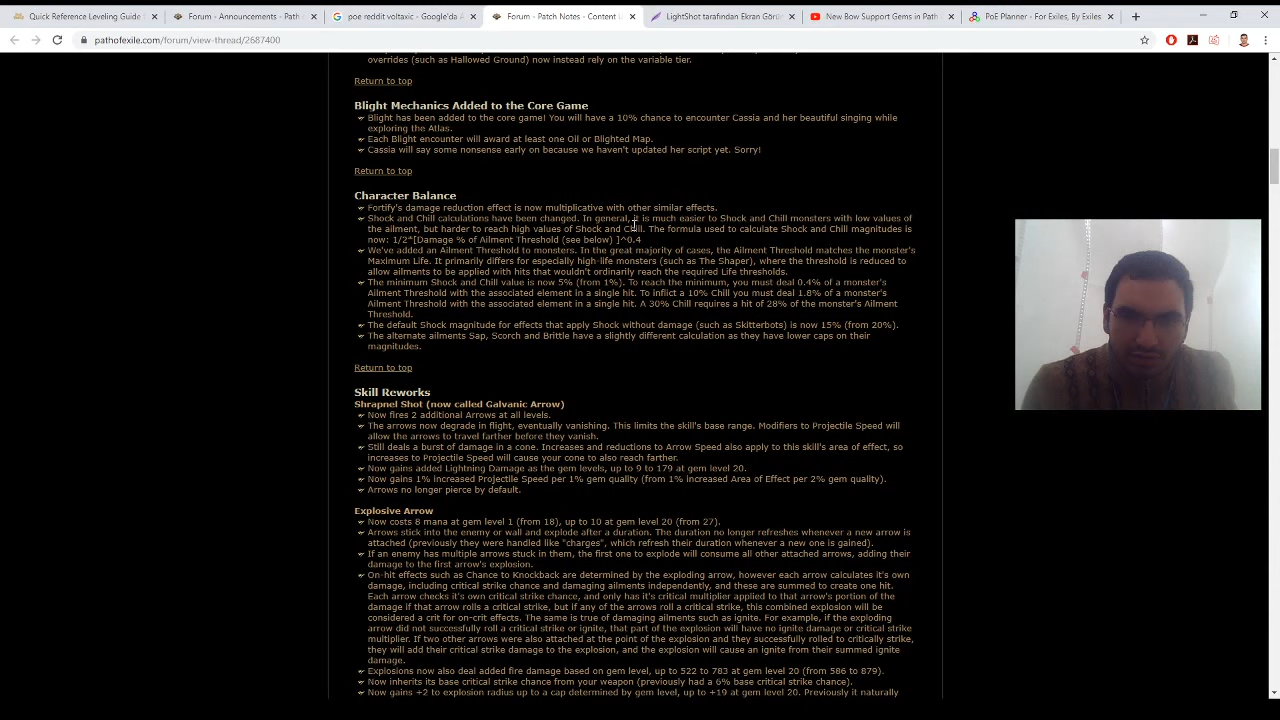 Quick Reference Leveling Guide
Forum - Announcements - Path
poe reddit voltaxic - Google'da A
Forum - Patch Notes - Content U
LightShot tarafından Ekran Görü
New Bow Support Gems in Path
PoE Planner - For Exiles, By Exiles
pathofexile.com/forum/view-thread/2687400
overrides (such as Hallowed Ground) now instead rely on the variable tier.
Return to top
Blight Mechanics Added to the Core Game
Blight has been added to the core game! You will have a 10% chance to encounter Cassia and her beautiful singing while
exploring the Atlas.
Each Blight encounter will award at least one Oil or Blighted Map.
Cassia will say some nonsense early on because we haven't updated her script yet. Sorry!
Return to top
Character Balance
Fortify's damage reduction effect is now multiplicative with other similar effects.
Shock and Chill calculations have been changed. In general, it is much easier to Shock and Chill monsters with low values of
the ailment, but harder to reach high values of Shock and Chill. The formula used to calculate Shock and Chill magnitudes is
now: 1/2*[Damage % of Ailment Threshold (see below) ]^0.4
We've added an Ailment Threshold to monsters. In the great majority of cases, the Ailment Threshold matches the monster's
Maximum Life. It primarily differs for especially high-life monsters (such as The Shaper), where the threshold is reduced to
allow ailments to be applied with hits that wouldn't ordinarily reach the required Life thresholds.
The minimum Shock and Chill value is now 5% (from 1%). To reach the minimum, you must deal 0.4% of a monster's
Ailment Threshold with the associated element in a single hit. To inflict a 10% Chill you must deal 1.8% of a monster's
Ailment Threshold with the associated element in a single hit. A 30% Chill requires a hit of 28% of the monster's Ailment
Threshold.
The default Shock magnitude for effects that apply Shock without damage (such as Skitterbots) is now 15% (from 20%).
The alternate ailments Sap, Scorch and Brittle have a slightly different calculation as they have lower caps on their
magnitudes.
Return to top
Skill Reworks
Shrapnel Shot (now called Galvanic Arrow)
Now fires 2 additional Arrows at all levels.
The arrows now degrade in flight, eventually vanishing. This limits the skill's base range. Modifiers to Projectile Speed will
allow the arrows to travel farther before they vanish.
Still deals a burst of damage in a cone. Increases and reductions to Arrow Speed also apply to this skill's area of effect, so
increases to Projectile Speed will cause your cone to also reach farther.
Now gains added Lightning Damage as the gem levels, up to 9 to 179 at gem level 20.
Now gains 1% increased Projectile Speed per 1% gem quality (from 1% increased Area of Effect per 2% gem quality).
Arrows no longer pierce by default.
Explosive Arrow
Now costs 8 mana at gem level 1 (from 18), up to 10 at gem level 20 (from 27).
Arrows stick into the enemy or wall and explode after a duration. The duration no longer refreshes whenever a new arrow is
attached (previously they were handled like "charges", which refresh their duration whenever a new one is gained).
If an enemy has multiple arrows stuck in them, the first one to explode will consume all other attached arrows, adding their
damage to the first arrow's explosion.
On-hit effects such as Chance to Knockback are determined by the exploding arrow, however each arrow calculates it's own
damage, including critical strike chance and damaging ailments independently, and these are summed to create one hit.
Each arrow checks it's own critical strike chance, and only has it's critical multiplier applied to that arrow's portion of the
damage if that arrow rolls a critical strike, but if any of the arrows roll a critical strike, this combined explosion will be
considered a crit for on-crit effects. The same is true of damaging ailments such as ignite. For example, if the exploding
arrow did not successfully roll a critical strike or ignite, that part of the explosion will have no ignite damage or critical strike
multiplier. If two other arrows were also attached at the point of the explosion and they successfully rolled to critically strike,
they will add their critical strike damage to the explosion, and the explosion will cause an ignite from their summed ignite
damage.
Explosions now also deal added fire damage based on gem level, up to 522 to 783 at gem level 20 (from 586 to 879).
Now inherits its base critical strike chance from your weapon (previously had a 6% base critical strike chance).
Now gains +2 to explosion radius up to a cap determined by gem level, up to +19 at gem level 20. Previously it naturally